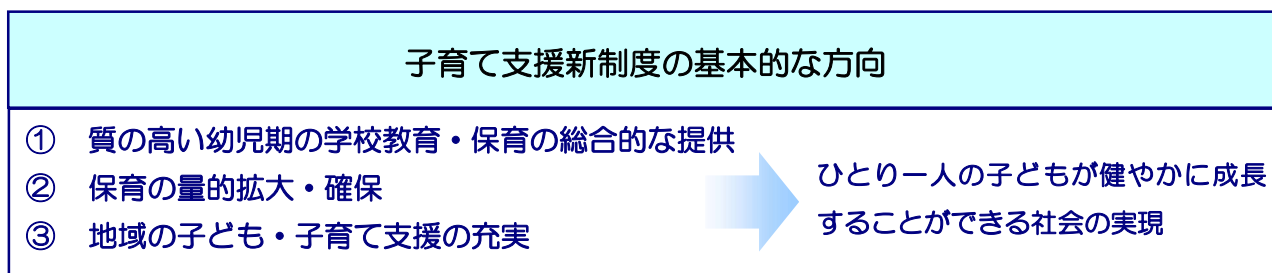 子育て支援新制度の基本的な方向
① 質の高い幼児期の学校教育・保育の総合的な提供
② 保育の量的拡大・確保
③ 地域の子ども・子育て支援の充実
ひとり一人の子どもが健やかに成長
することができる社会の実現